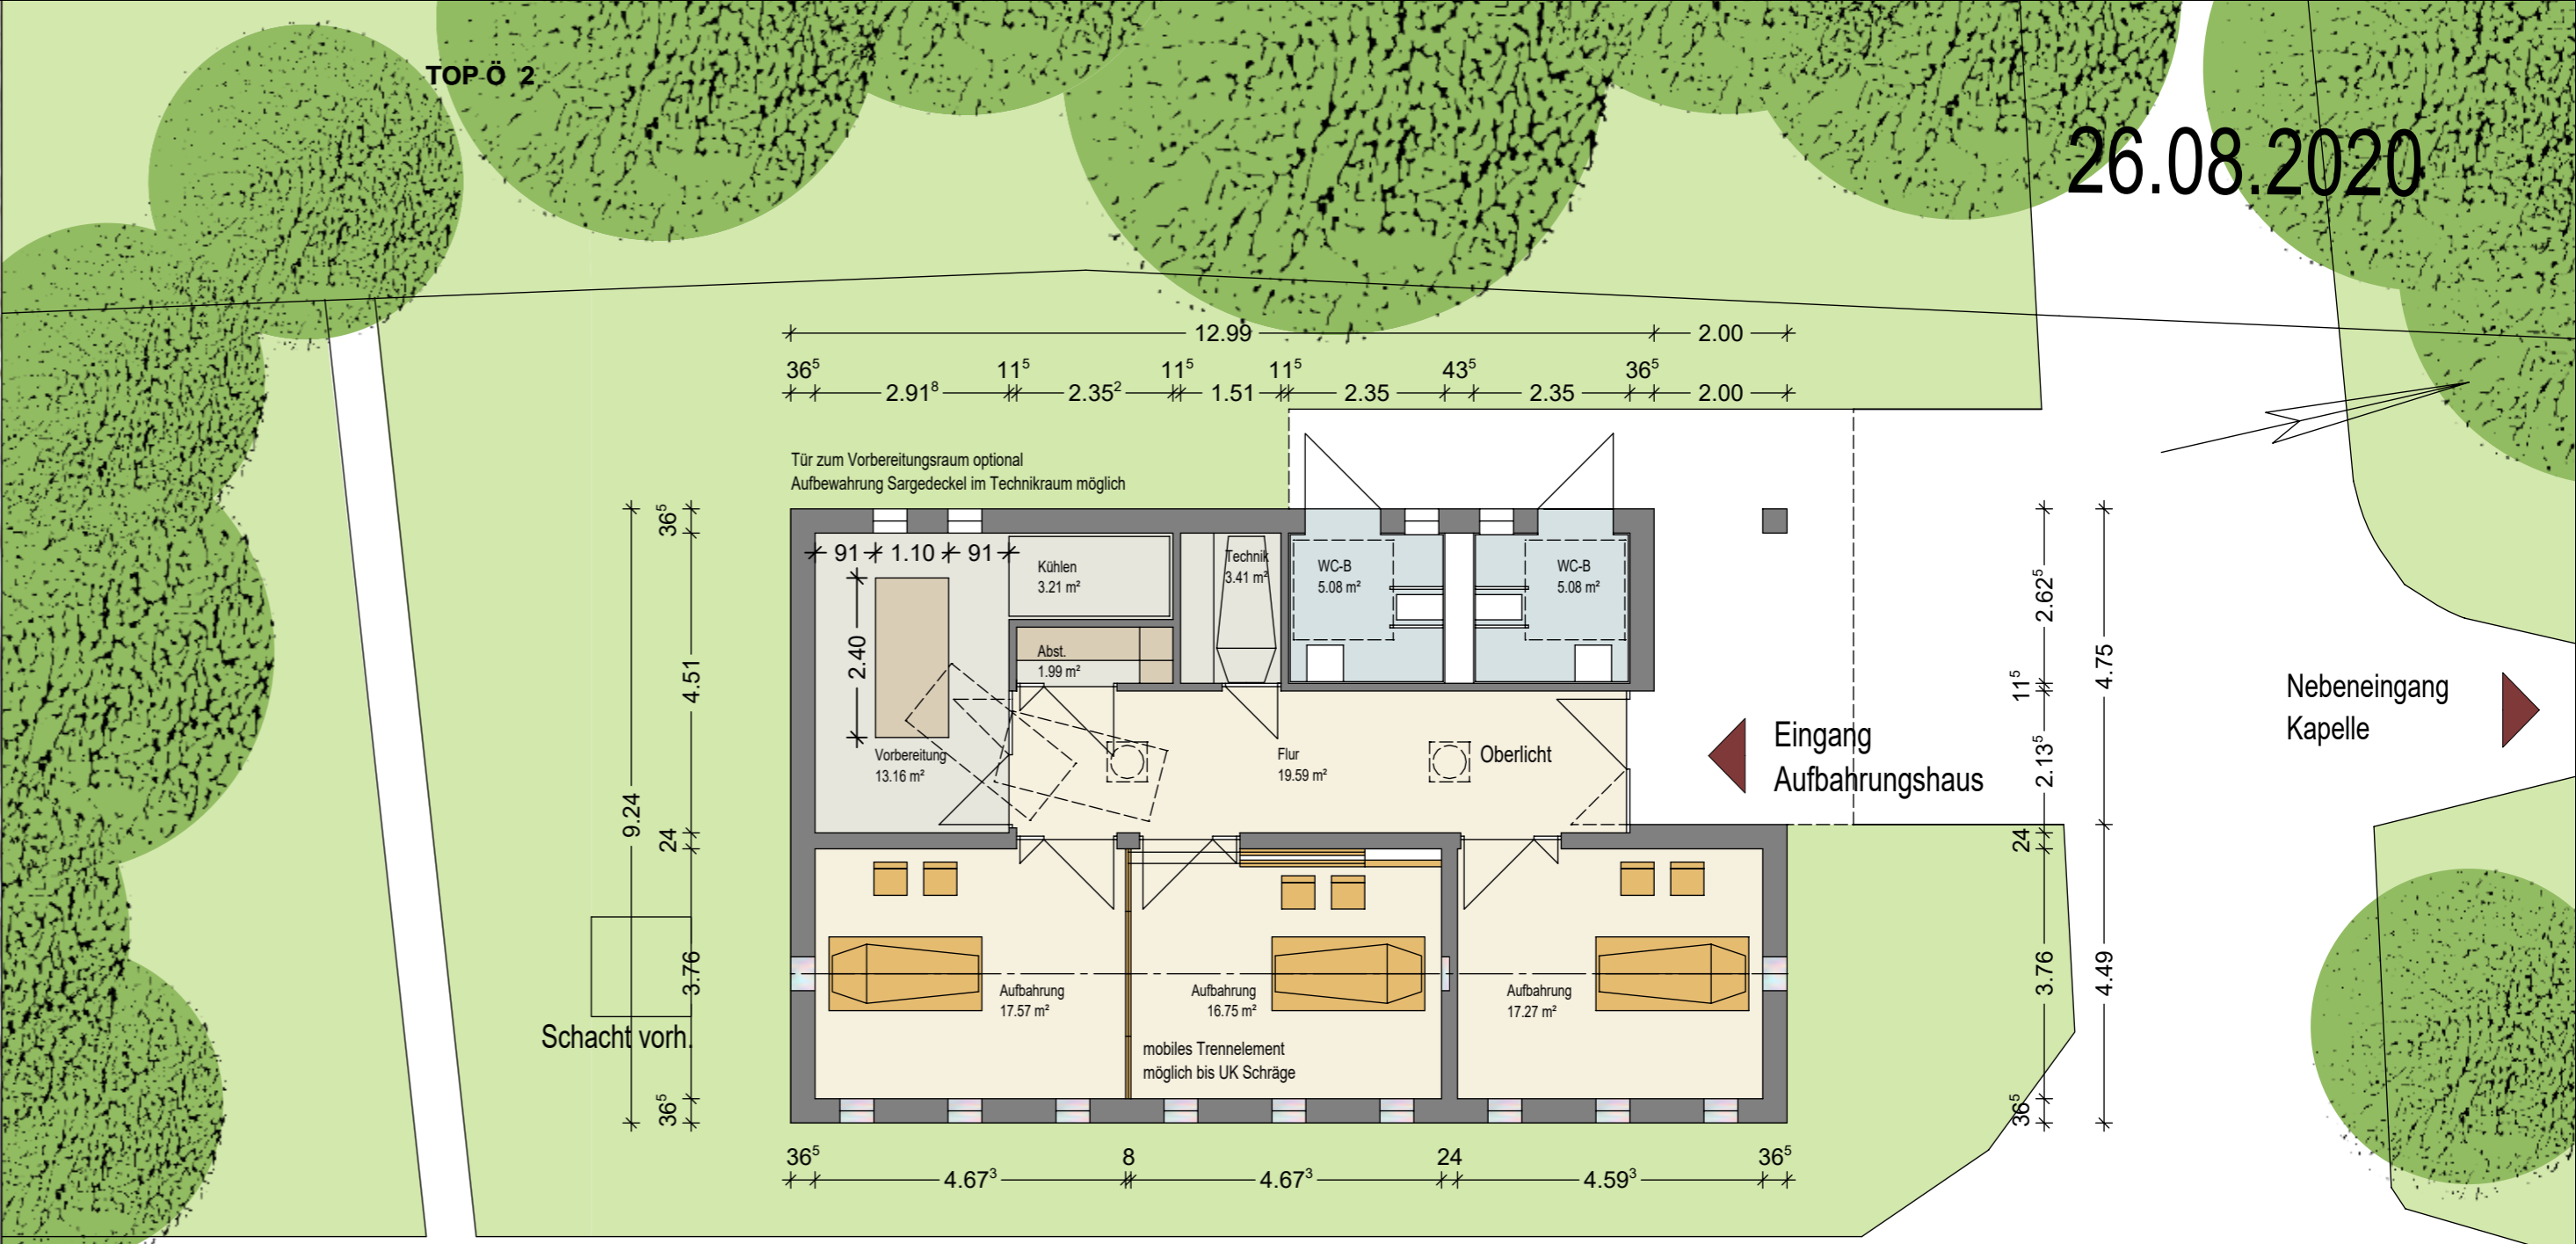 TOP Ö 2
26.08.2020
12.99
2.00
36⁵
11⁵
11⁵
11⁵
43⁵
36⁵
2.91⁸
2.35²
1.51
2.35
2.35
2.00
Tür zum Vorbereitungsraum optional
Aufbewahrung Sargedeckel im Technikraum möglich
9.24
36⁵
4.51
24
3.76
36⁵
91
1.10
91
2.40
Kühlen
3.21 m²
Technik
3.41 m²
WC-B
5.08 m²
WC-B
5.08 m²
Abst.
1.99 m²
Vorbereitung
13.16 m²
Flur
19.59 m²
Oberlicht
Eingang
Aufbahrungshaus
Nebeneingang
Kapelle
2.62⁵
11⁵
2.13⁵
24
3.76
36⁵
4.75
4.49
Schacht vorh.
Aufbahrung
17.57 m²
Aufbahrung
16.75 m²
Aufbahrung
17.27 m²
mobiles Trennelement
möglich bis UK Schräge
36⁵
8
24
36⁵
4.67³
4.67³
4.59³